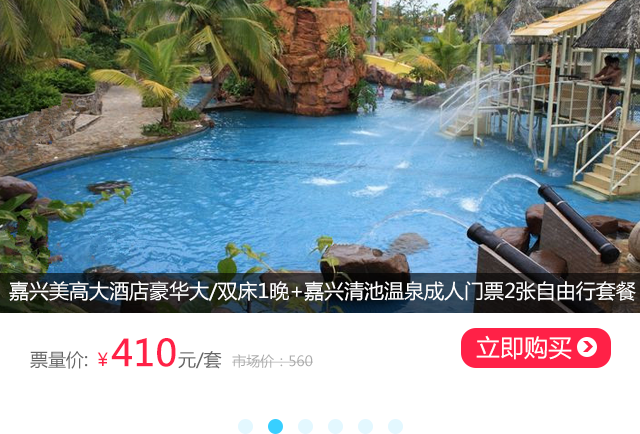 嘉兴美高大酒店豪华大/双床1晚+嘉兴清池温泉成人门票2张自由行套餐
票量价: ¥410元/套 市场价：560
立即购买